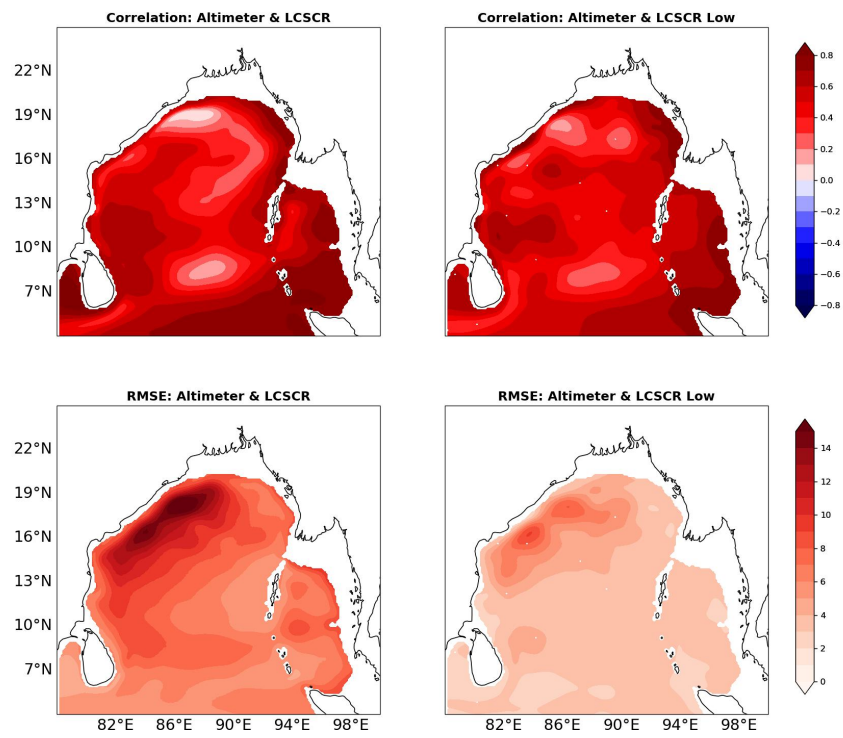 Correlation: Altimeter & LCSCR
Correlation: Altimeter & LCSCR Low
22°N
19°N
16°N
13°N
10°N
7°N
0.8
0.6
0.4
0.2
0.0
−0.2
−0.4
−0.6
−0.8
RMSE: Altimeter & LCSCR
RMSE: Altimeter & LCSCR Low
22°N
19°N
16°N
13°N
10°N
7°N
14
12
10
8
6
4
2
0
82°E 86°E 90°E 94°E 98°E
82°E 86°E 90°E 94°E 98°E